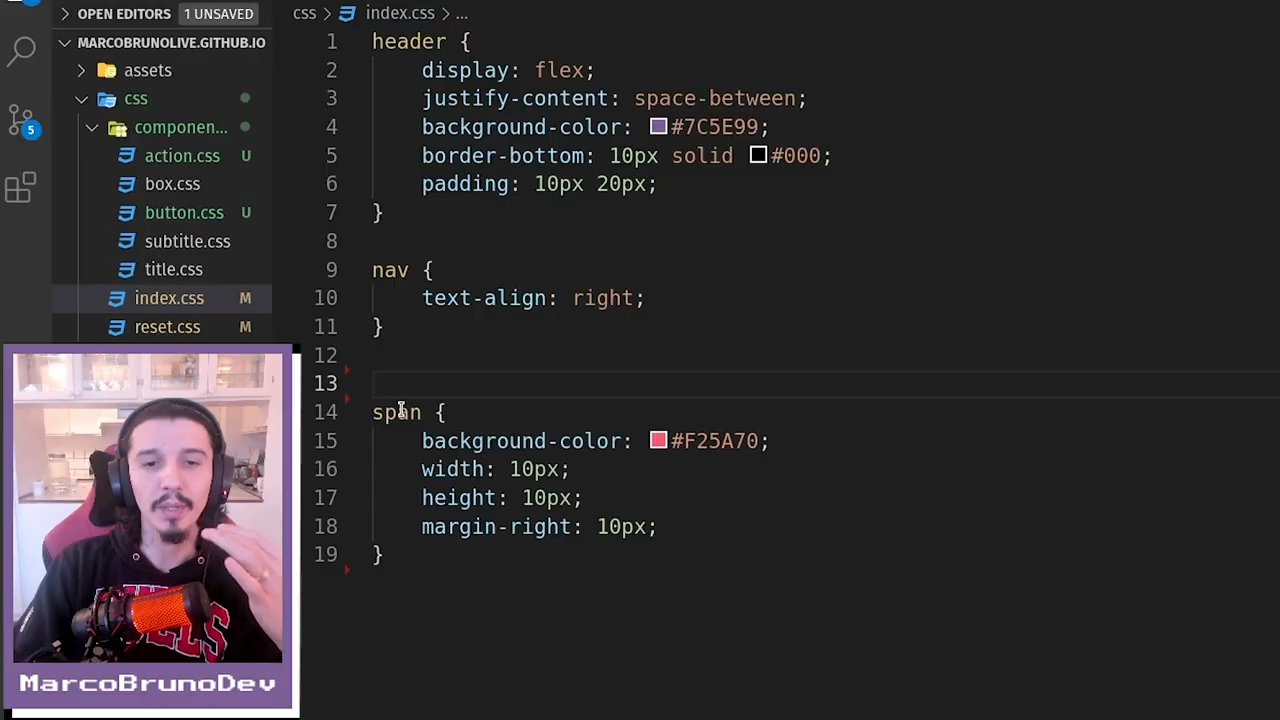 OPEN EDITORS 1 UNSAVED
MARCOBRUNOLIVE.GITHUB.IO
assets
css
componen...
action.css U
box.css
button.css U
subtitle.css
title.css
index.css M
reset.css M
5
css > index.css > ...
1 header {
2 display: flex;
3 justify-content: space-between;
4 background-color: #7C5E99;
5 border-bottom: 10px solid #000;
6 padding: 10px 20px;
7 }
8
9 nav {
10 text-align: right;
11 }
12
13
14 span {
15 background-color: #F25A70;
16 width: 10px;
17 height: 10px;
18 margin-right: 10px;
19 }
MarcoBrunoDev